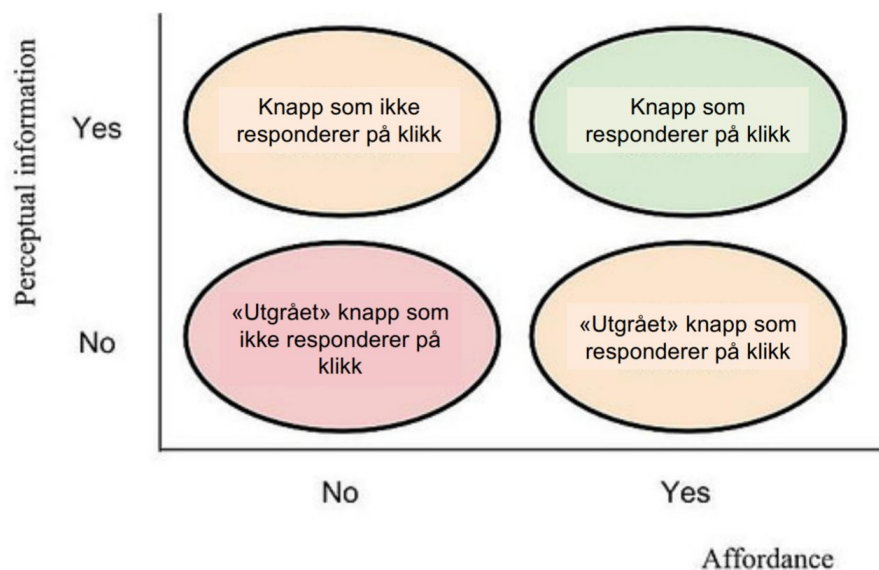 Perceptual information
Yes
Knapp som ikke
responderer på klikk
Knapp som
responderer på klikk
No
«Utgrået» knapp som
ikke responderer på
klikk
«Utgrået» knapp som
responderer på klikk
No
Yes
Affordance